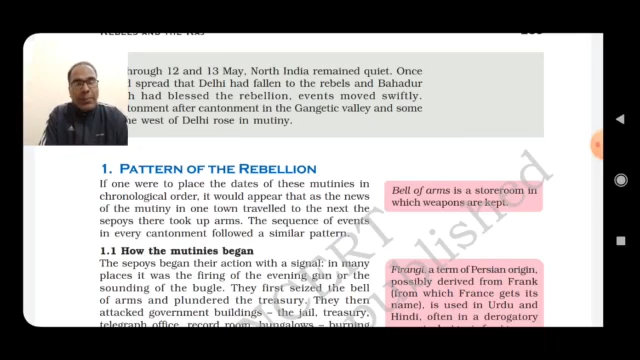 REBELS AND THE RAJ
through 12 and 13 May, North India remained quiet. Once
spread that Delhi had fallen to the rebels and Bahadur
had blessed the rebellion, events moved swiftly.
cantonment in the Gangetic valley and some
west of Delhi rose in mutiny.
1. PATTERN OF THE REBELLION
If one were to place the dates of these mutinies in
chronological order, it would appear that as the news
of the mutiny in one town travelled to the next the
sepoys there took up arms. The sequence of events
in every cantonment followed a similar pattern.
1.1 How the mutinies began
The sepoys began their action with a signal: in many
places it was the firing of the evening gun or the
sounding of the bugle. They first seized the bell
of arms and plundered the treasury. They then
attacked government buildings – the jail, treasury,
telegraph office, record room, bungalows – burning
Bell of arms is a storeroom in
which weapons are kept.
Firangi, a term of Persian origin,
possibly derived from Frank
(from which France gets its
name), is used in Urdu and
Hindi, often in a derogatory
NCERT
published